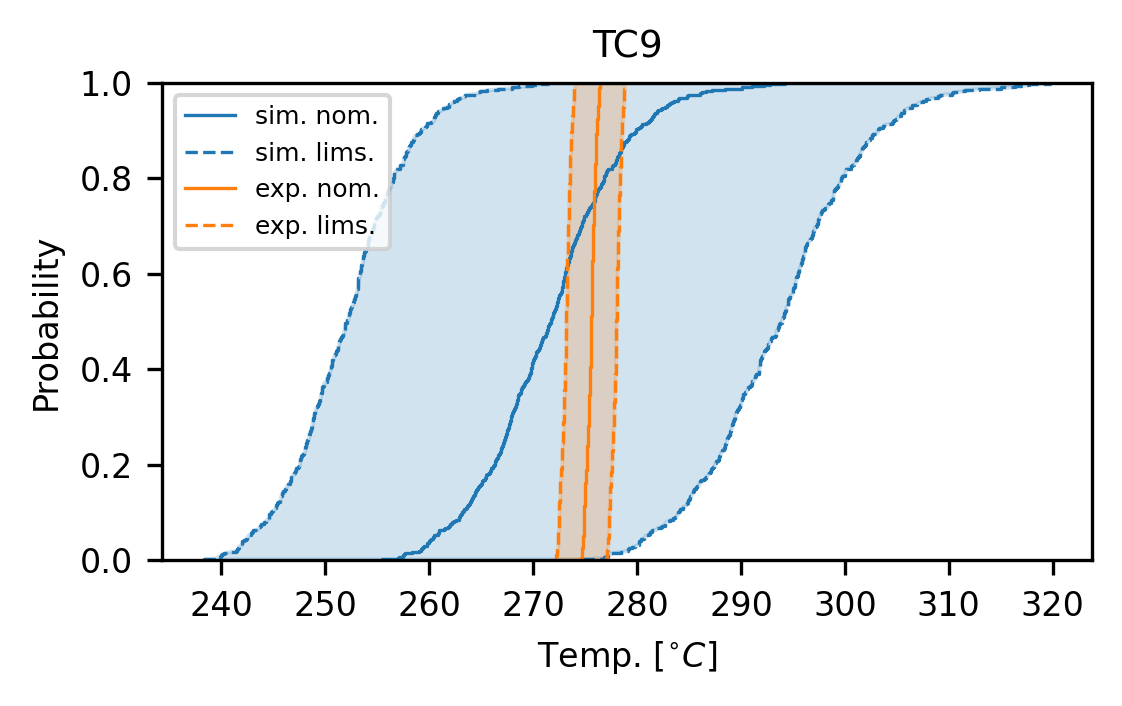 TC9
1.0
0.8
0.6
0.4
0.2
0.0
Probability
sim. nom.
sim. lims.
exp. nom.
exp. lims.
240 250 260 270 280 290 300 310 320
Temp. [°C]